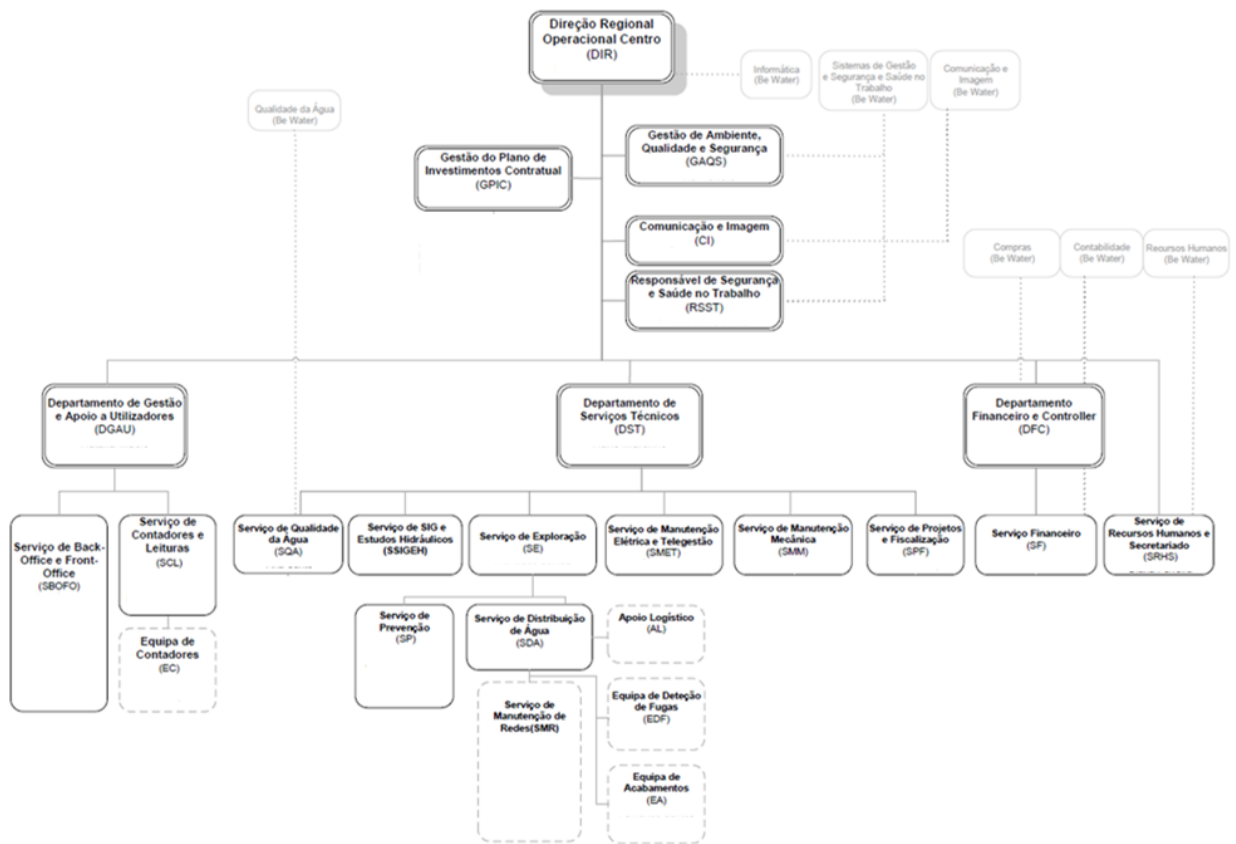 Direção Regional
Operacional Centro
(DIR)
Informática
(Be Water)
Sistemas de Gestão
e Segurança e Saúde no
Trabalho
(Be Water)
Comunicação e
Imagem
(Be Water)
Qualidade da Água
(Be Water)
Gestão de Ambiente,
Qualidade e Segurança
(GAQS)
Gestão do Plano de
Investimentos Contratual
(GPIC)
Comunicação e Imagem
(CI)
Compras
(Be Water)
Contabilidade
(Be Water)
Recursos Humanos
(Be Water)
Responsável de Segurança
e Saúde no Trabalho
(RSST)
Departamento de Gestão
e Apoio a Utilizadores
(DGAU)
Departamento de
Serviços Técnicos
(DST)
Departamento
Financeiro e Controller
(DFC)
Serviço de Back-
Office e Front-
Office
(SBOFO)
Serviço de
Contadores e
Leituras
(SCL)
Serviço de Qualidade
da Água
(SQA)
Serviço de SIG e
Estudos Hidráulicos
(SSIGEH)
Serviço de Exploração
(SE)
Serviço de Manutenção
Elétrica e Telegestão
(SMET)
Serviço de Manutenção
Mecânica
(SMM)
Serviço de Projetos
e Fiscalização
(SPF)
Serviço Financeiro
(SF)
Serviço de
Recursos Humanos e
Secretariado
(SRHS)
Equipa de
Contadores
(EC)
Serviço de
Prevenção
(SP)
Serviço de Distribuição
de Água
(SDA)
Apoio Logístico
(AL)
Serviço de
Manutenção de
Redes(SMR)
Equipa de Deteção
de Fugas
(EDF)
Equipa de
Acabamentos
(EA)